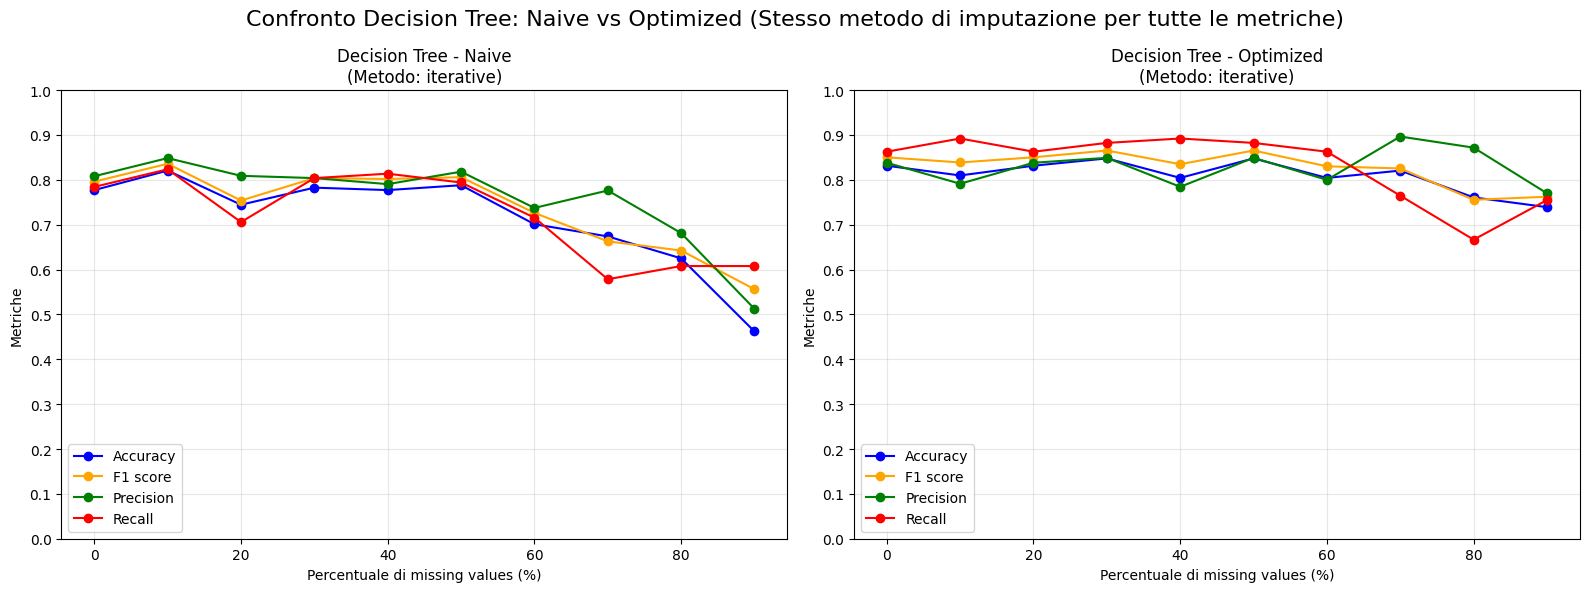 Confronto Decision Tree: Naive vs Optimized (Stesso metodo di imputazione per tutte le metriche)
Decision Tree - Naive
(Metodo: iterative)
1.0
0.9
0.8
0.7
0.6
0.5
0.4
0.3
0.2
0.1
0.0
Metriche
Accuracy
F1 score
Precision
Recall
0 20 40 60 80
Percentuale di missing values (%)
Decision Tree - Optimized
(Metodo: iterative)
1.0
0.9
0.8
0.7
0.6
0.5
0.4
0.3
0.2
0.1
0.0
Metriche
Accuracy
F1 score
Precision
Recall
0 20 40 60 80
Percentuale di missing values (%)